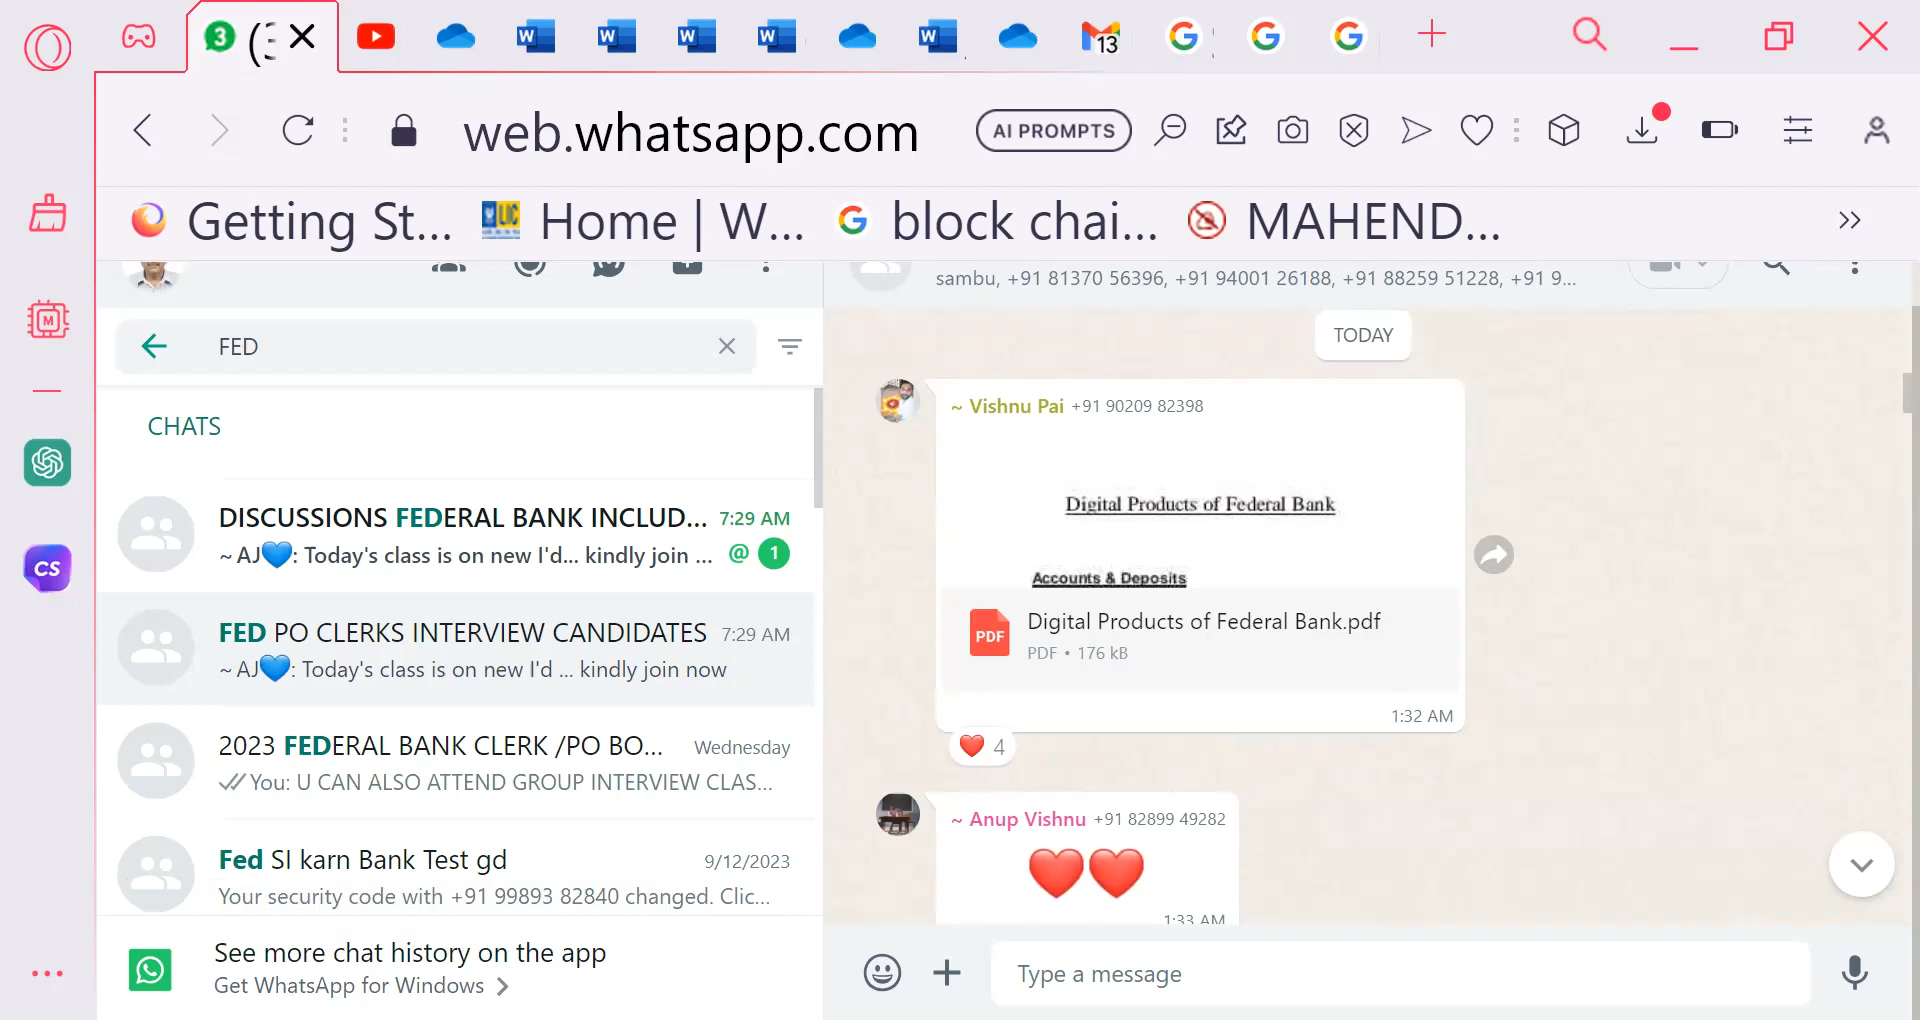 3 (3
W
W
W
W
W
13
web.whatsapp.com
AI PROMPTS
Getting St...
LIC Home | W...
block chai...
MAHEND...
M
CS
sambu, +91 81370 56396, +91 94001 26188, +91 88259 51228, +91 9...
FED
CHATS
DISCUSSIONS FEDERAL BANK INCLUD... 7:29 AM
~ AJ💙: Today's class is on new I'd... kindly join ... @ 1
FED PO CLERKS INTERVIEW CANDIDATES 7:29 AM
~ AJ💙: Today's class is on new I'd ... kindly join now
2023 FEDERAL BANK CLERK /PO BO... Wednesday
You: U CAN ALSO ATTEND GROUP INTERVIEW CLAS...
Fed SI karn Bank Test gd 9/12/2023
Your security code with +91 99893 82840 changed. Clic...
See more chat history on the app
Get WhatsApp for Windows
TODAY
~ Vishnu Pai +91 90209 82398
Digital Products of Federal Bank
Accounts & Deposits
PDF
Digital Products of Federal Bank.pdf
PDF • 176 kB
1:32 AM
❤️ 4
~ Anup Vishnu +91 82899 49282
❤️❤️
1:33 AM
Type a message